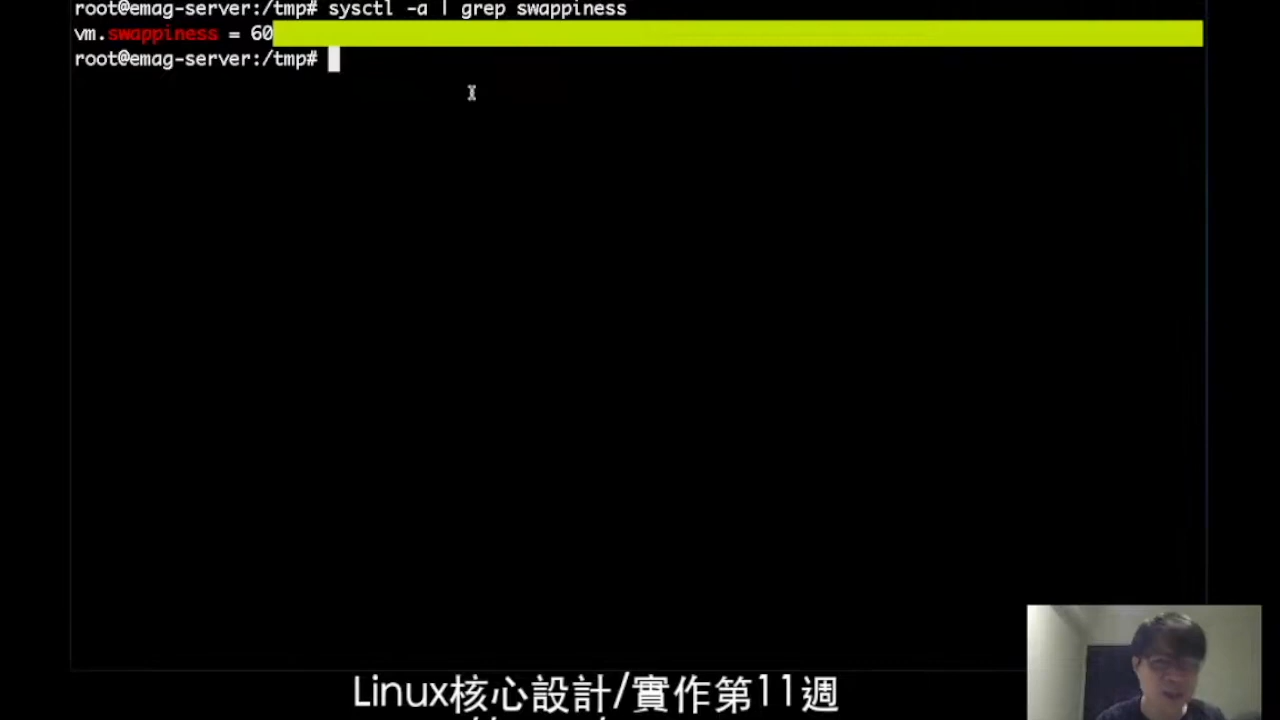 root@emag-server:/tmp# sysctl -a | grep swappiness
vm.swappiness = 60
root@emag-server:/tmp#
Linux核心設計/實作第11週